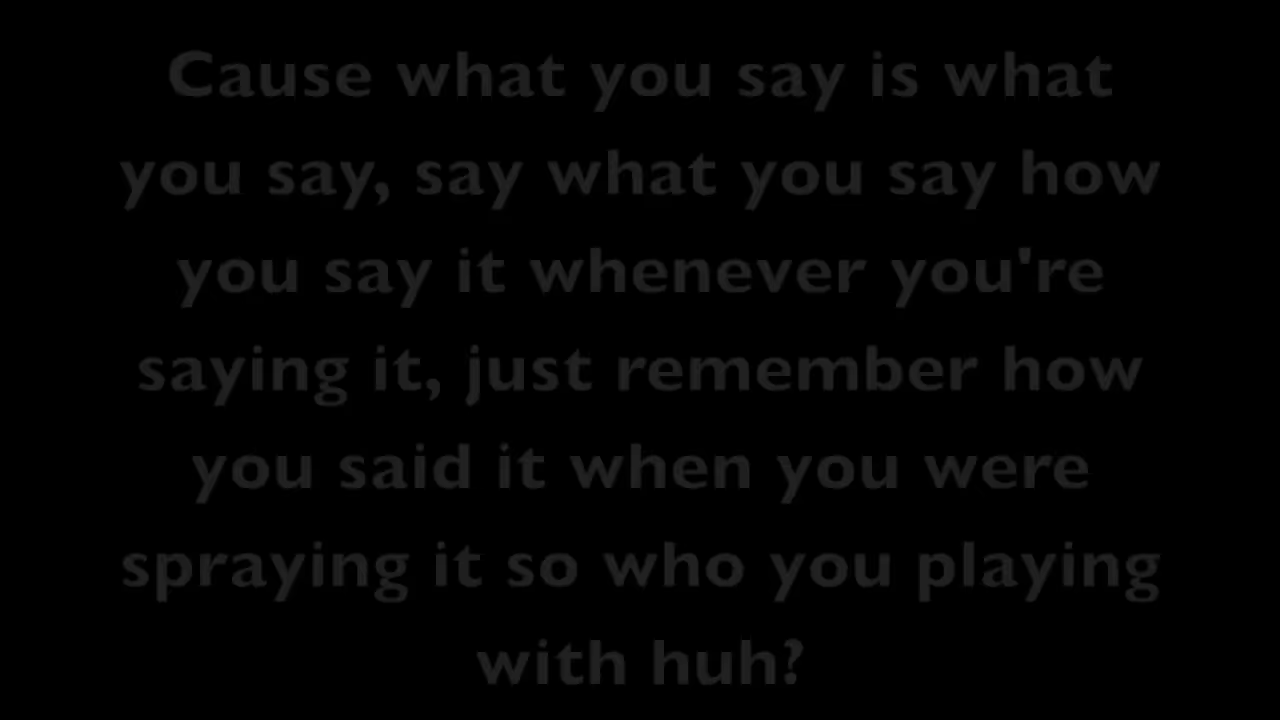 Cause what you say is what
you say, say what you say how
you say it whenever you're
saying it, just remember how
you said it when you were
spraying it so who you playing
with huh?